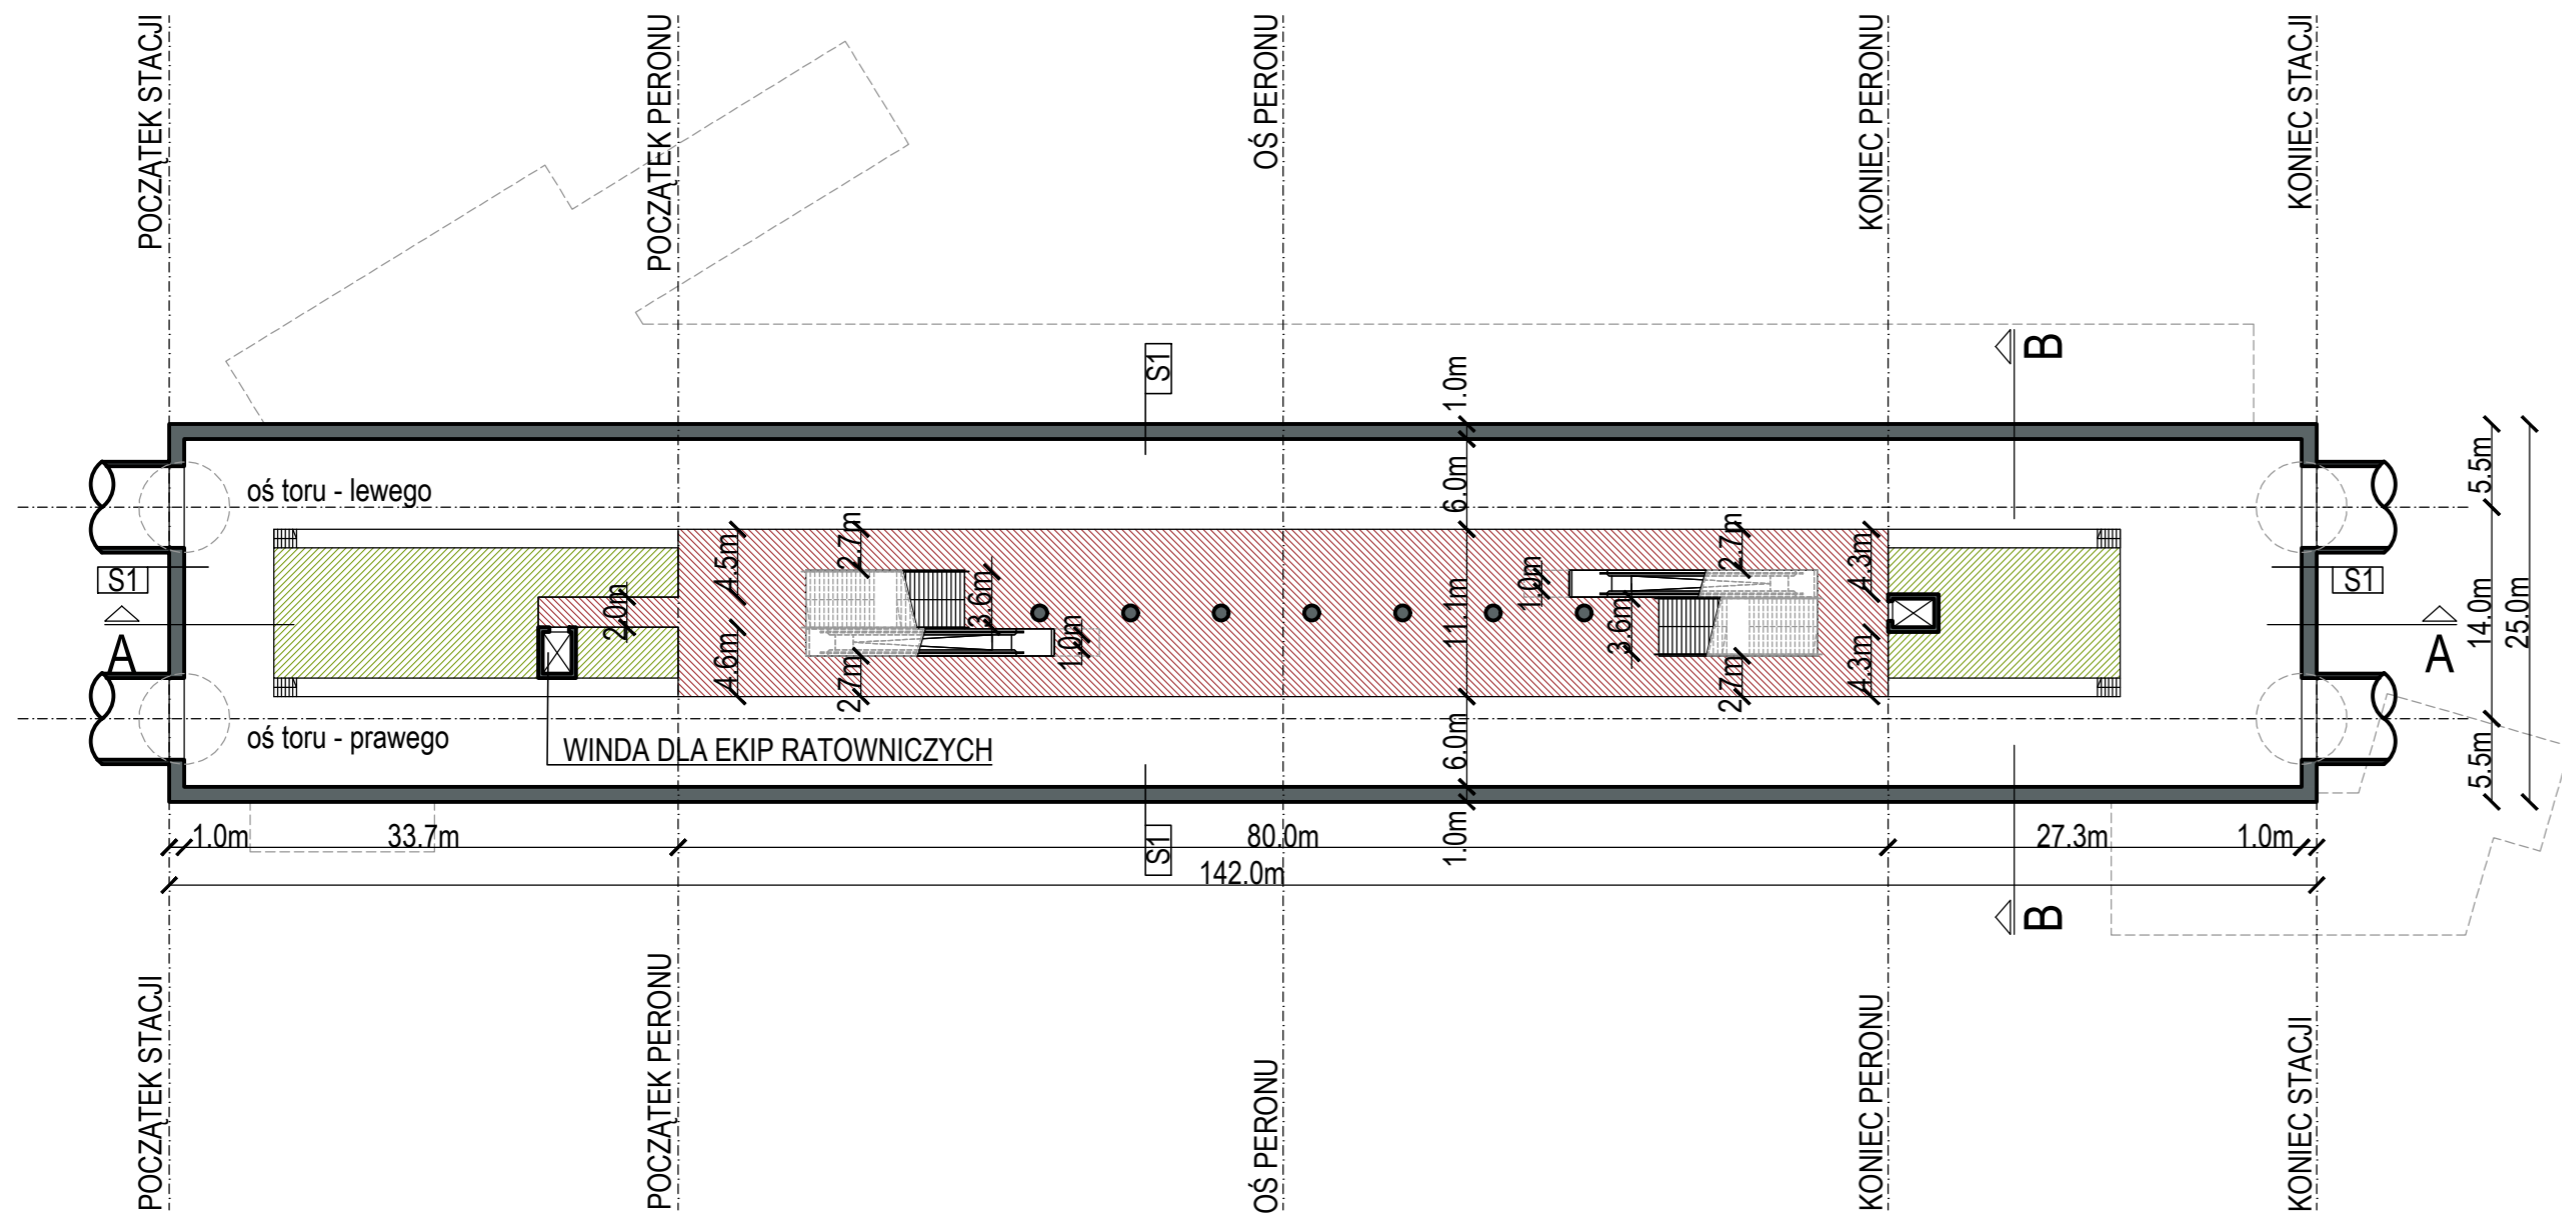 POCZĄTEK STACJI
POCZĄTEK PERONU
OŚ PERONU
KONIEC PERONU
KONIEC STACJI
S1
B
1.0m
oś toru - lewego
6.0m
5.5m
S1
A
4.5m
2.7m
2.0m
3.6m
1.0m
4.6m
2.7m
11.1m
1.0m
2.7m
3.6m
2.7m
4.3m
4.3m
S1
A
14.0m
25.0m
oś toru - prawego
WINDA DLA EKIP RATOWNICZYCH
6.0m
5.5m
1.0m
33.7m
80.0m
1.0m
27.3m
1.0m
S1
142.0m
B
POCZĄTEK STACJI
POCZĄTEK PERONU
OŚ PERONU
KONIEC PERONU
KONIEC STACJI